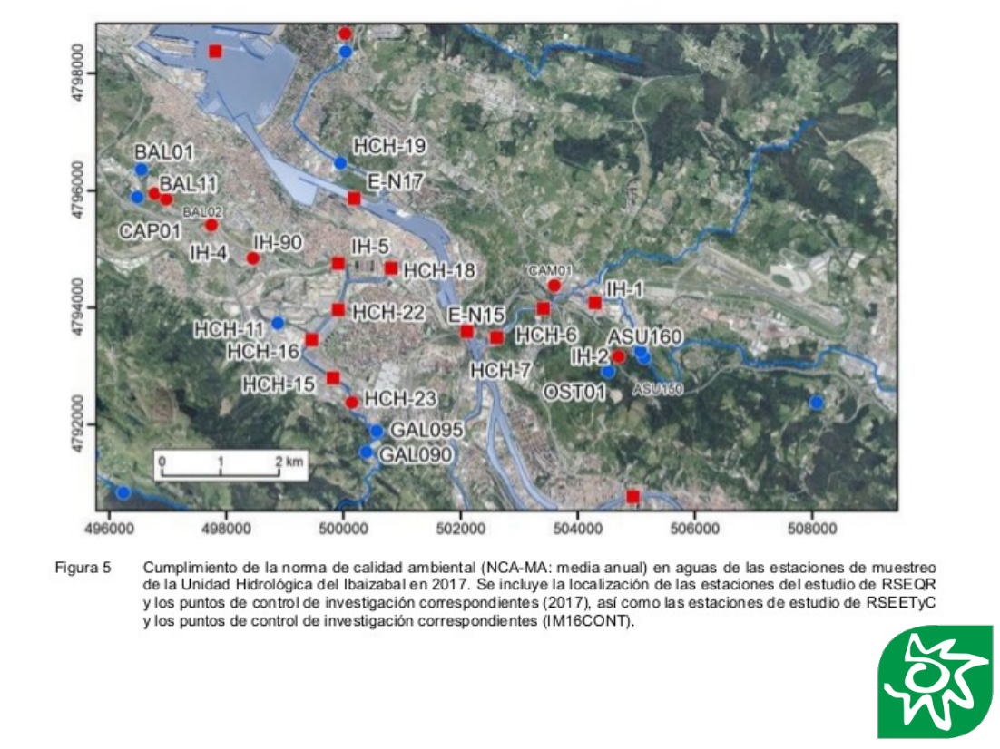 4798000
4796000
4794000
4792000
BAL01
HCH-19
BAL11
E-N17
BAL02
CAP01
IH-4
IH-90
IH-5
HCH-18
CAM01
IH-1
HCH-22
E-N15
HCH-11
HCH-6
ASU160
HCH-16
IH-2
HCH-7
HCH-15
OST01
ASU150
HCH-23
GAL095
GAL090
0 1 2 km
496000 498000 500000 502000 504000 506000 508000
Figura 5 Cumplimiento de la norma de calidad ambiental (NCA-MA: media anual) en aguas de las estaciones de muestreo
de la Unidad Hidrológica del Ibaizabal en 2017. Se incluye la localización de las estaciones del estudio de RSEQR
y los puntos de control de investigación correspondientes (2017), así como las estaciones de estudio de RSEETyC
y los puntos de control de investigación correspondientes (IM16CONT).